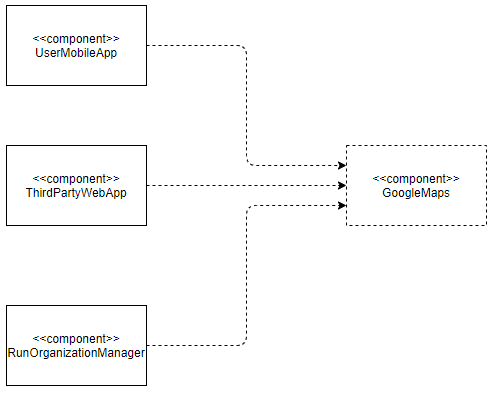 <<component>>
UserMobileApp
<<component>>
ThirdPartyWebApp
<<component>>
GoogleMaps
<<component>>
RunOrganizationManager